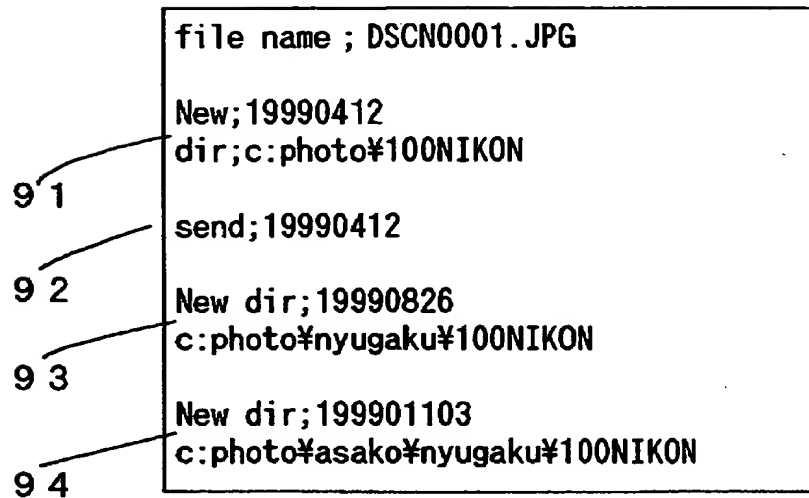 file name ; DSCN0001.JPG
New;19990412
dir;c:photo¥100NIKON
91
send;19990412
92
New dir;19990826
c:photo¥nyugaku¥100NIKON
93
New dir;199901103
c:photo¥asako¥nyugaku¥100NIKON
94